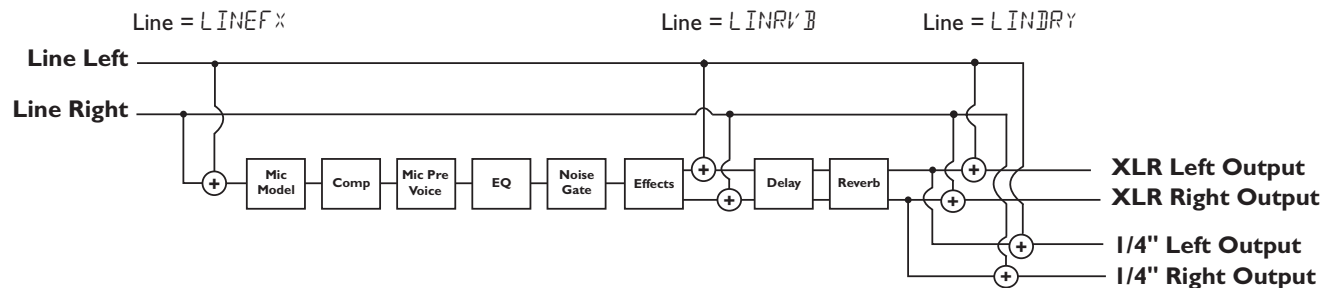 Line = LINEFX
Line = LINRVB
Line = LINDRY
Line Left
Line Right
Mic Model
Comp
Mic Pre Voice
EQ
Noise Gate
Effects
Delay
Reverb
+
+
+
+
+
+
+
XLR Left Output
XLR Right Output
1/4" Left Output
1/4" Right Output